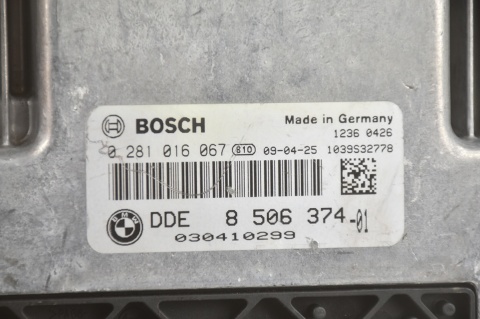 BOSCH
Made in Germany
1236 0426
0 281 016 067 810 09-04-25 1039S32778
BMW DDE 8 506 374-01
030410299